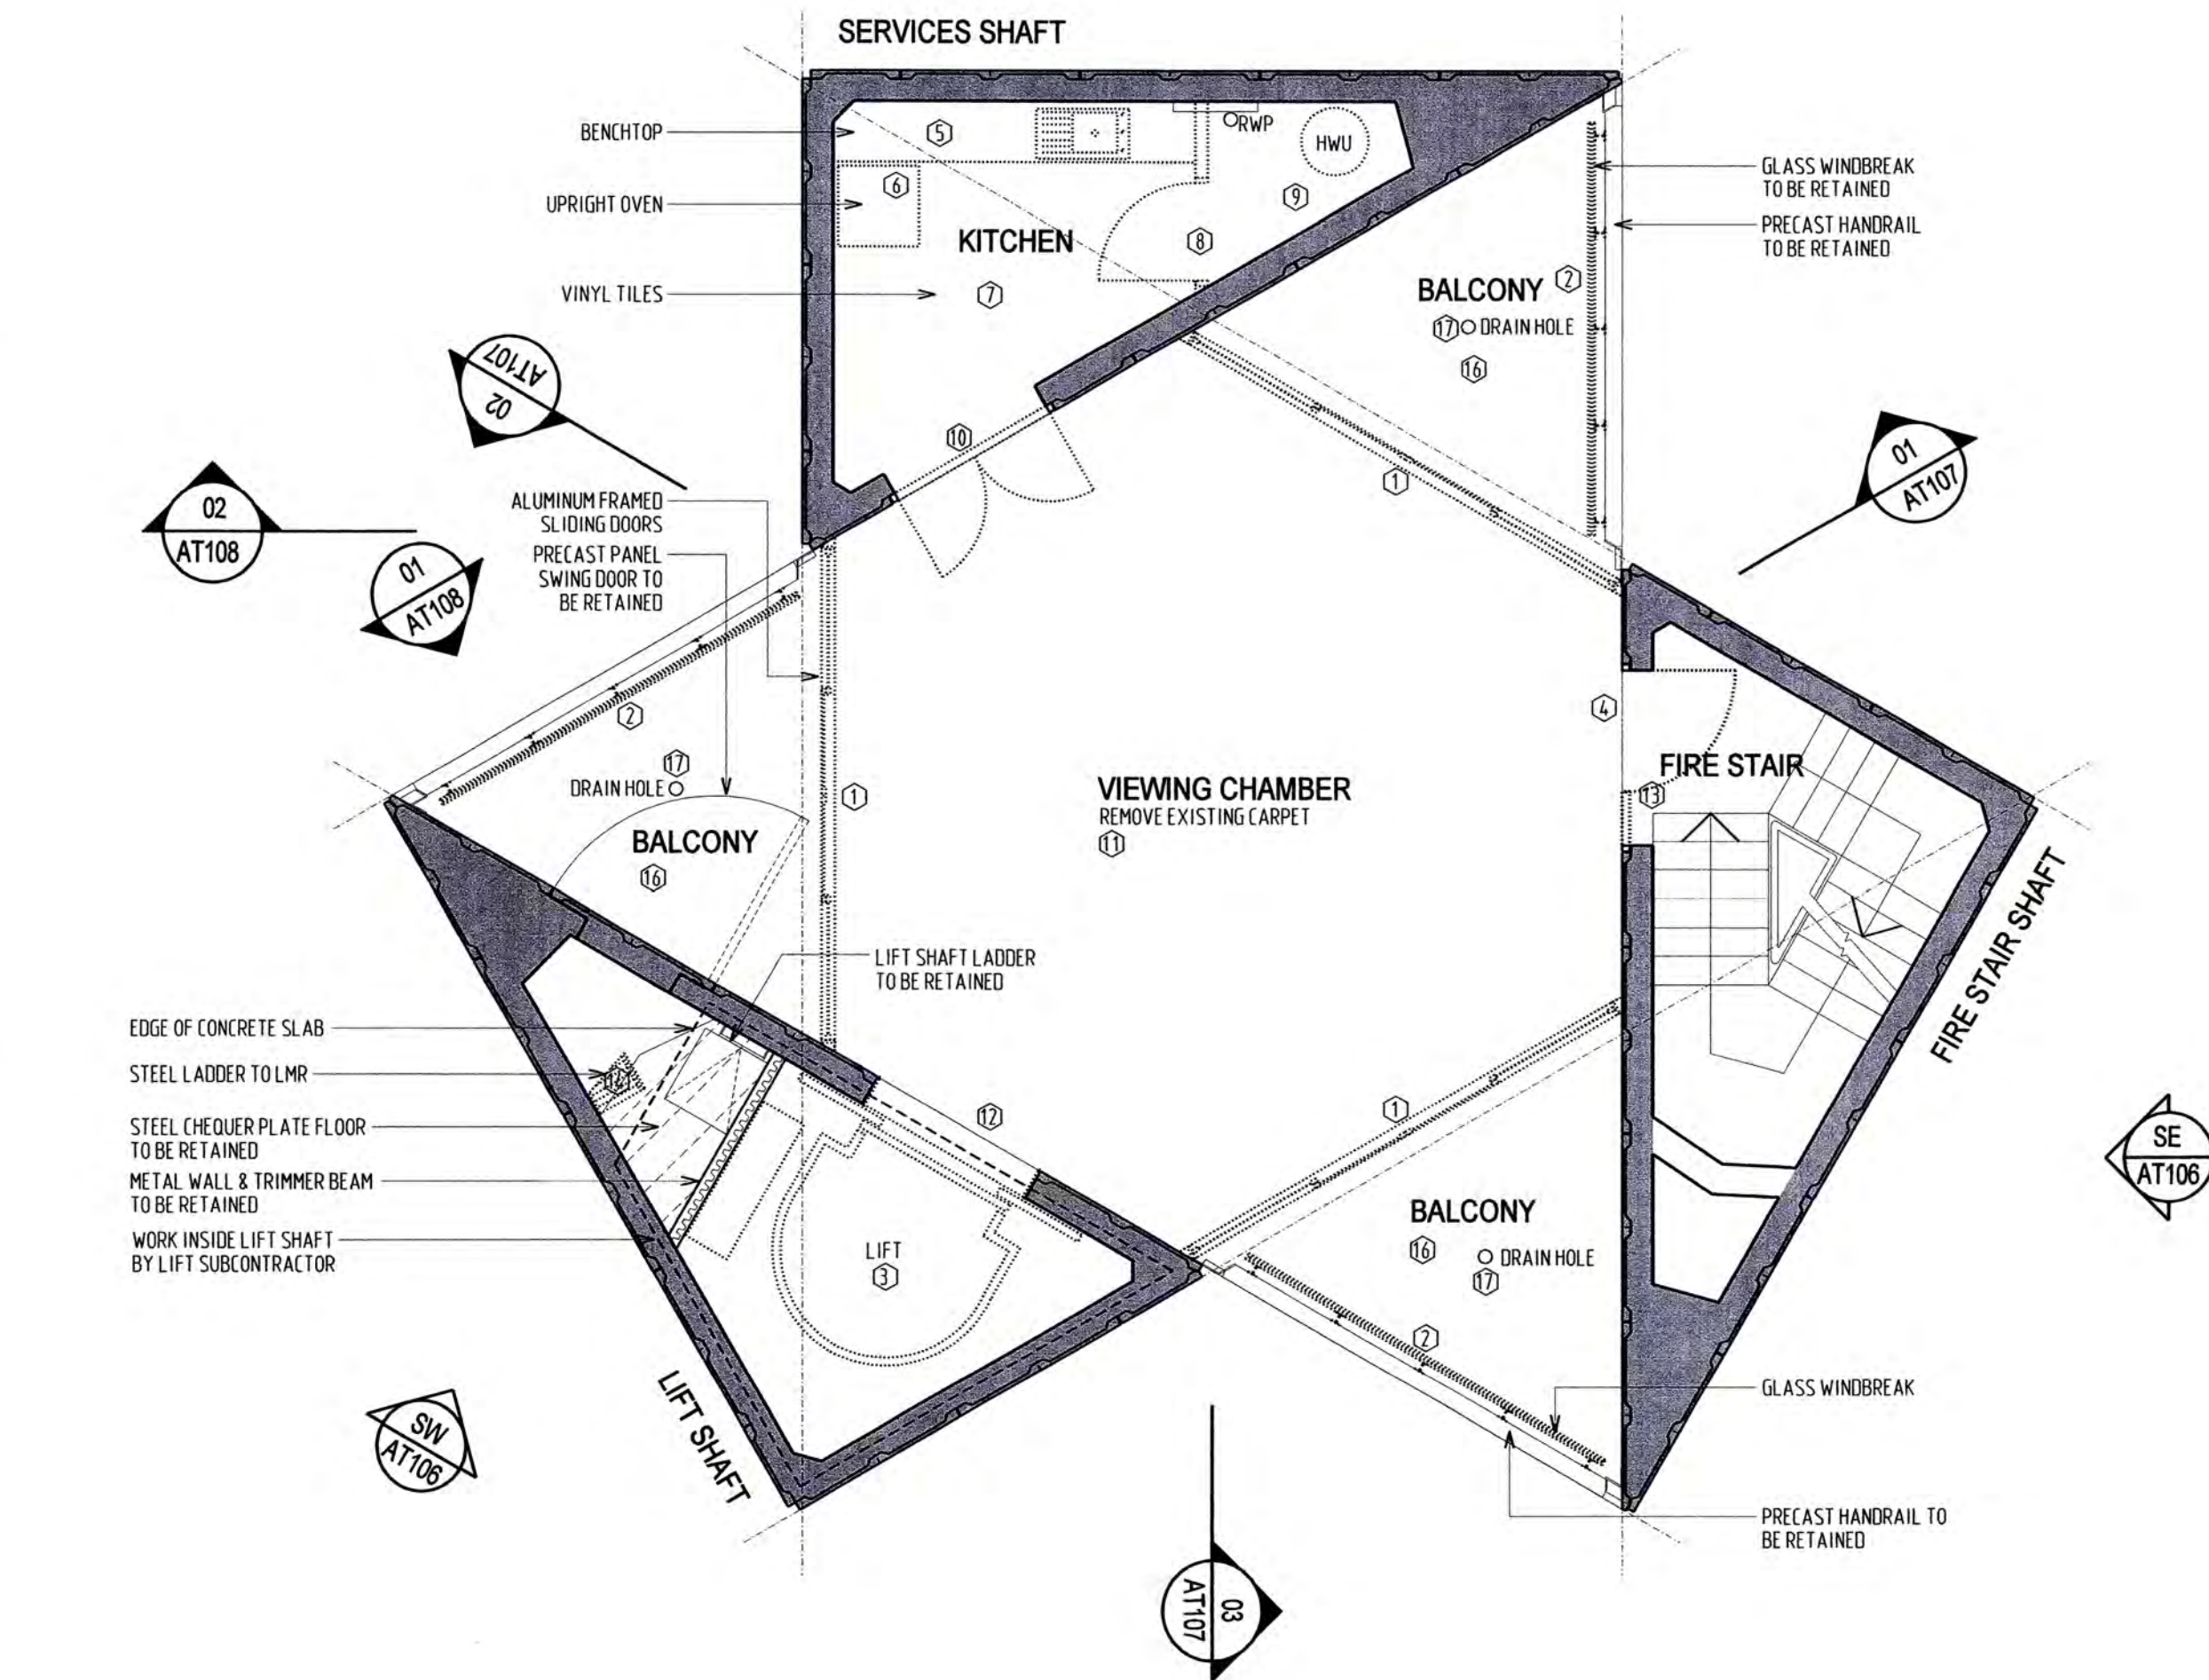 SERVICES SHAFT
BENCHTOP
5
RWP
HWU
GLASS WINDBREAK
TO BE RETAINED
UPRIGHT OVEN
6
9
PRECAST HANDRAIL
TO BE RETAINED
KITCHEN
8
VINYL TILES
7
BALCONY
2
17
DRAIN HOLE
16
02
AT107
10
1
01
AT107
02
AT108
ALUMINUM FRAMED
SLIDING DOORS
PRECAST PANEL
SWING DOOR TO
BE RETAINED
01
AT108
2
4
17
DRAIN HOLE
1
FIRE STAIR
13
VIEWING CHAMBER
REMOVE EXISTING CARPET
11
BALCONY
16
FIRE STAIR SHAFT
LIFT SHAFT LADDER
TO BE RETAINED
EDGE OF CONCRETE SLAB
STEEL LADDER TO LMR
14
STEEL CHEQUER PLATE FLOOR
TO BE RETAINED
METAL WALL & TRIMMER BEAM
TO BE RETAINED
WORK INSIDE LIFT SHAFT
BY LIFT SUBCONTRACTOR
12
1
SE
AT106
LIFT
3
BALCONY
16
DRAIN HOLE
17
2
GLASS WINDBREAK
LIFT SHAFT
SW
AT106
PRECAST HANDRAIL TO
BE RETAINED
03
AT107